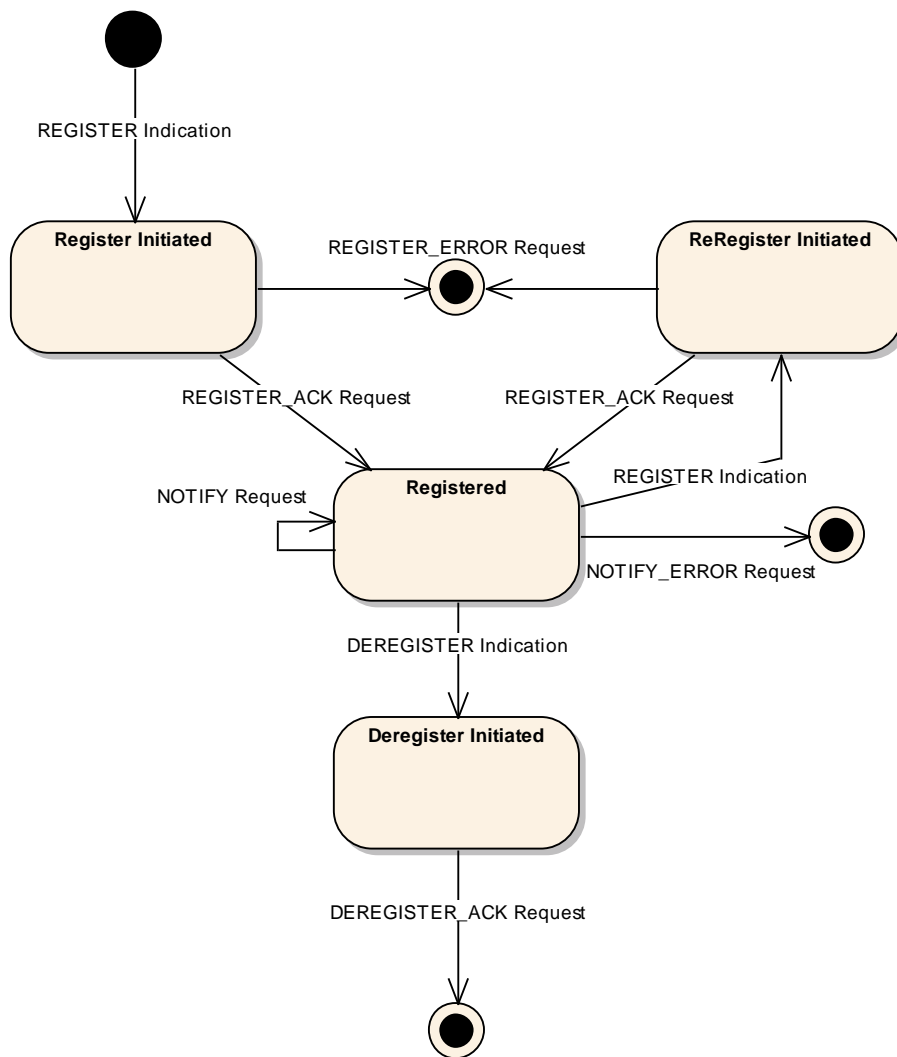 REGISTER Indication
Register Initiated
REGISTER_ERROR Request
ReRegister Initiated
REGISTER_ACK Request
REGISTER_ACK Request
REGISTER Indication
NOTIFY Request
Registered
NOTIFY_ERROR Request
DEREGISTER Indication
Deregister Initiated
DEREGISTER_ACK Request